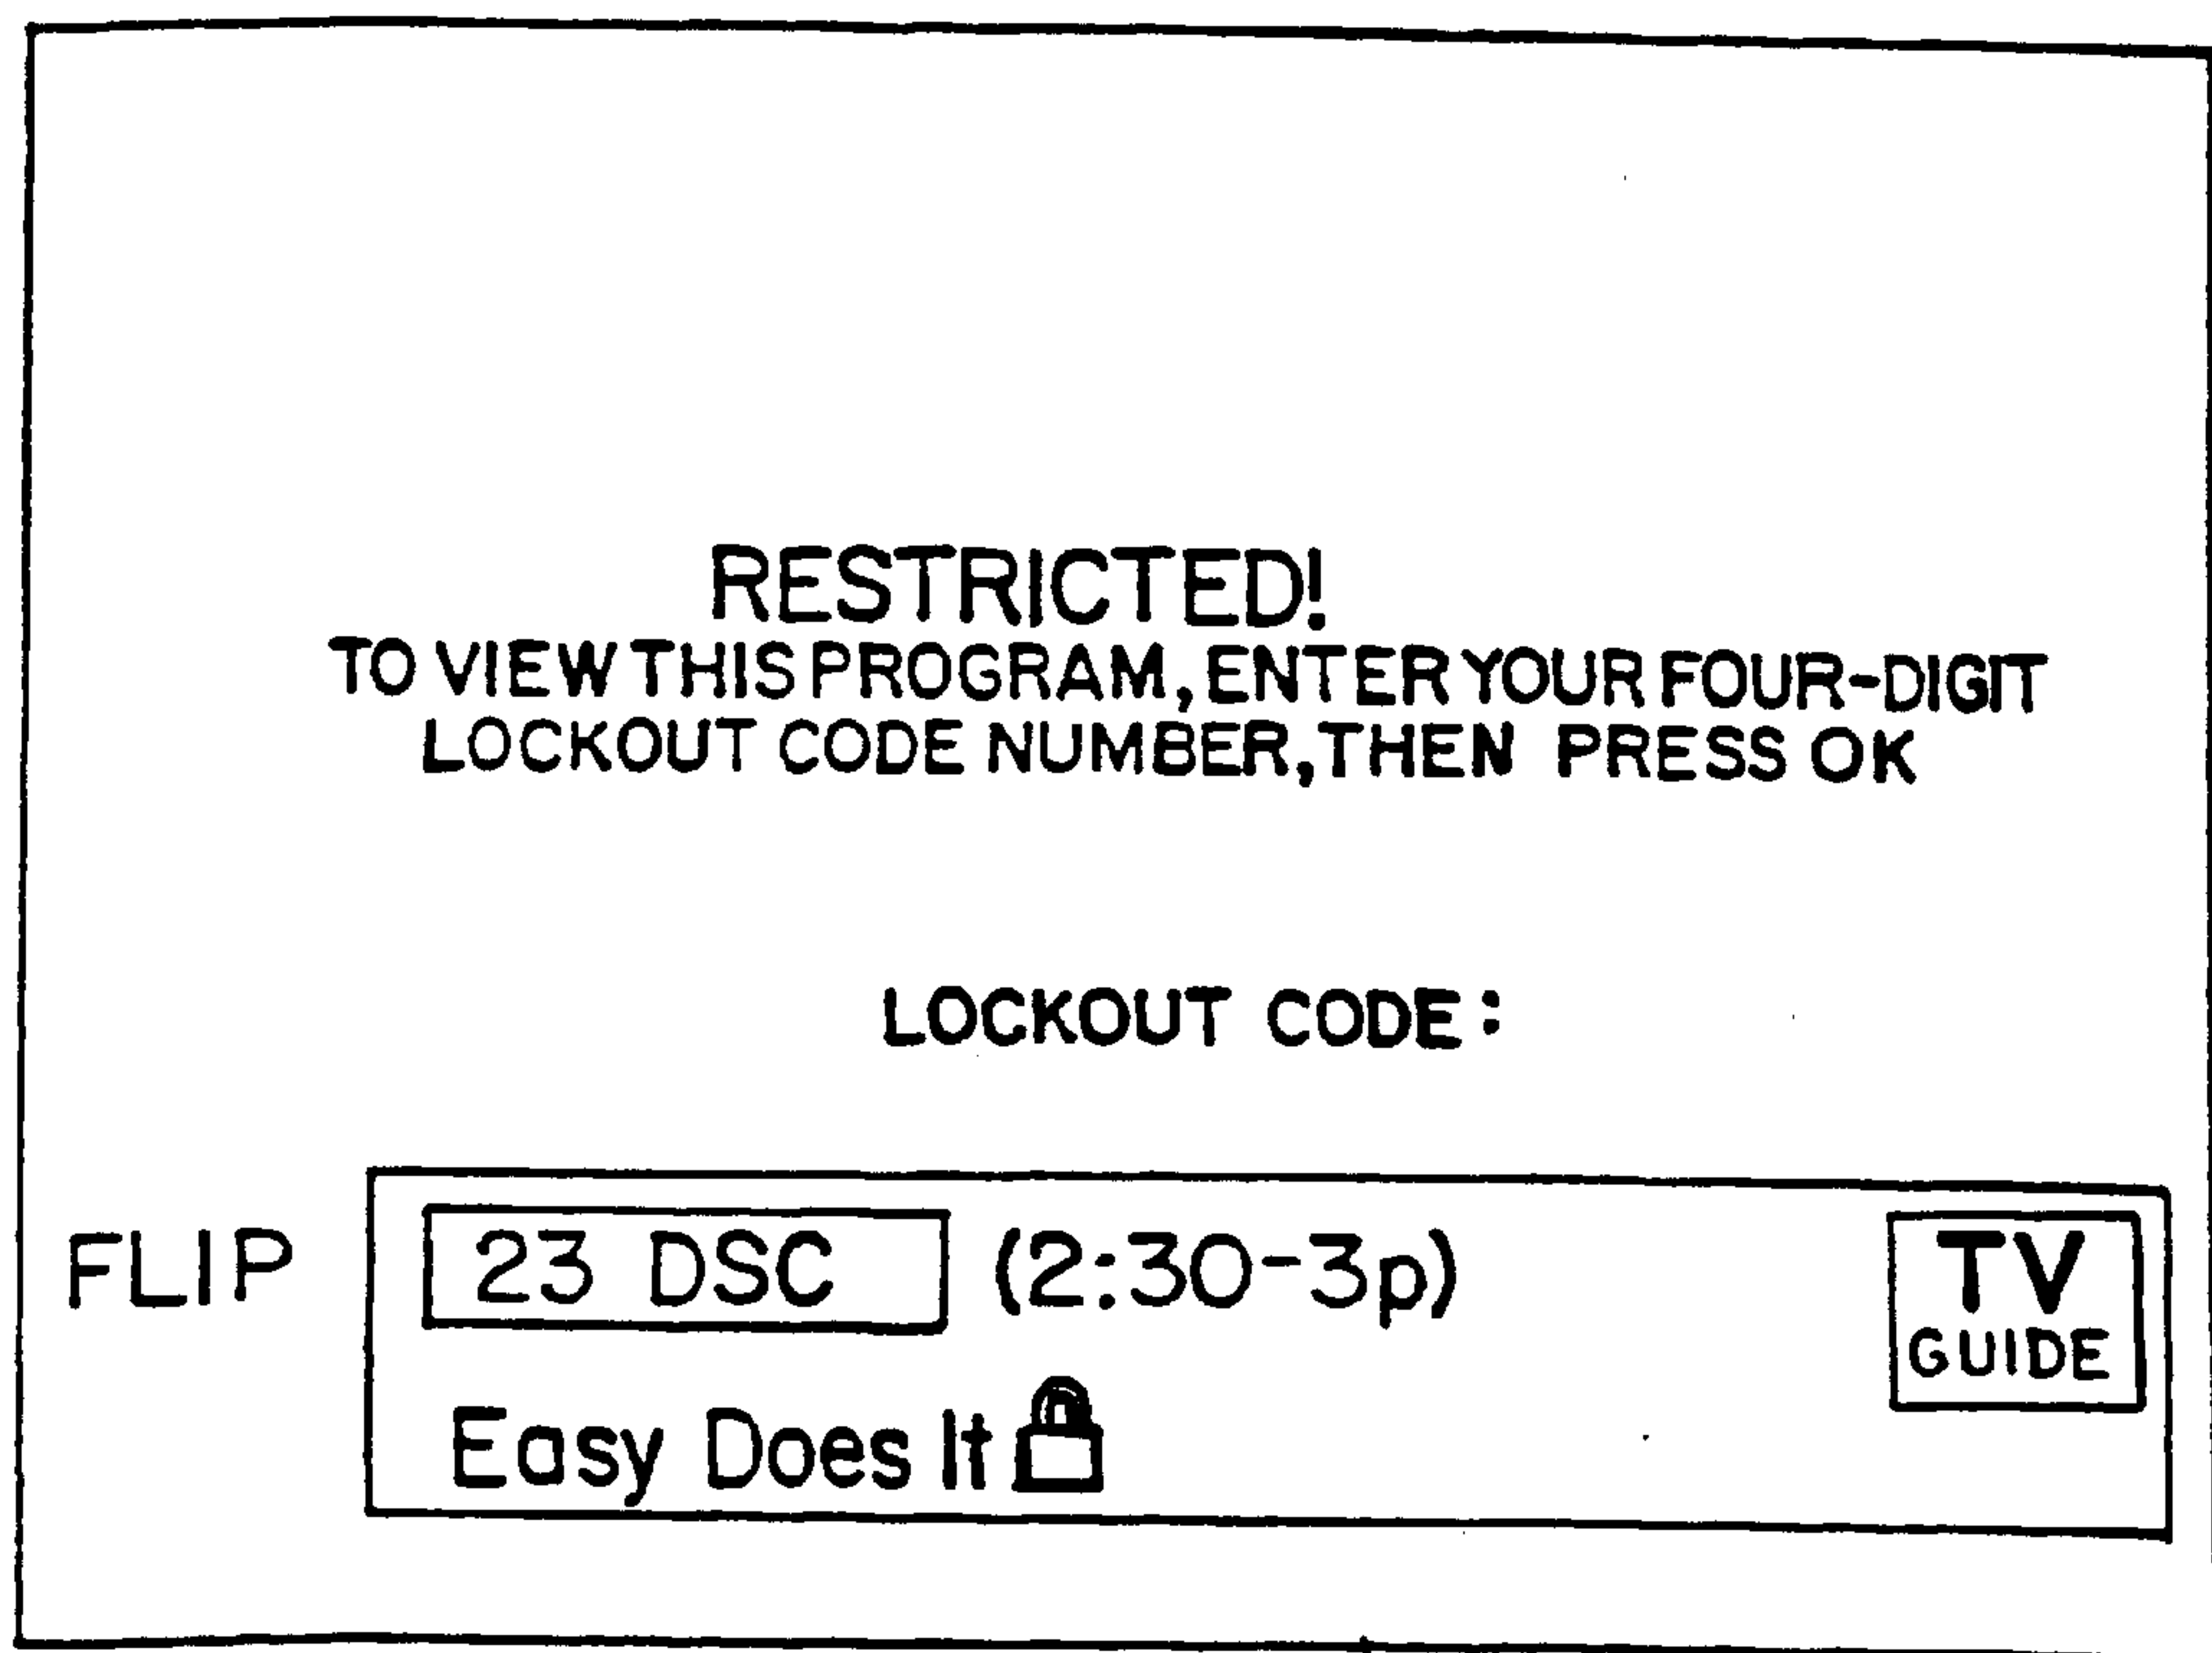 RESTRICTED!
TO VIEW THIS PROGRAM, ENTER YOUR FOUR-DIGIT
LOCKOUT CODE NUMBER, THEN PRESS OK
LOCKOUT CODE:
FLIP
23 DSC (2:30-3p)
TV
GUIDE
Easy Does It